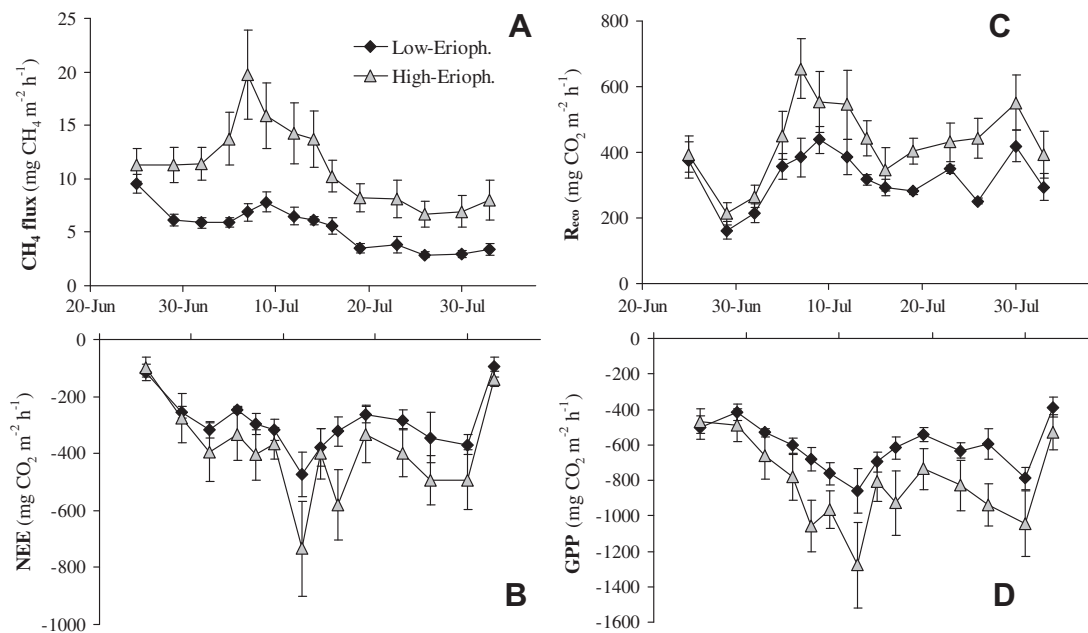 A
CH₄ flux (mg CH₄ m⁻² h⁻¹)
25
20
15
10
5
0
Low-Erioph.
High-Erioph.
20-Jun
30-Jun
10-Jul
20-Jul
30-Jul
C
Rₑcₒ (mg CO₂ m⁻² h⁻¹)
800
600
400
200
0
20-Jun
30-Jun
10-Jul
20-Jul
30-Jul
B
NEE (mg CO₂ m⁻² h⁻¹)
0
-200
-400
-600
-800
-1000
D
GPP (mg CO₂ m⁻² h⁻¹)
0
-200
-400
-600
-800
-1000
-1200
-1400
-1600